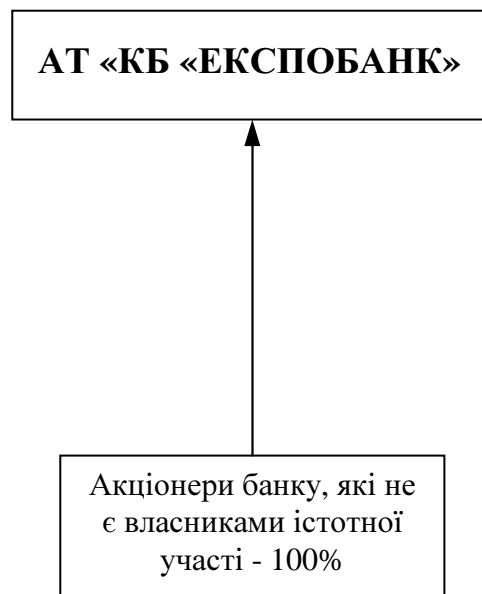 АТ «КБ «ЕКСПОБАНК»
Акціонери банку, які не
є власниками істотної
участі - 100%